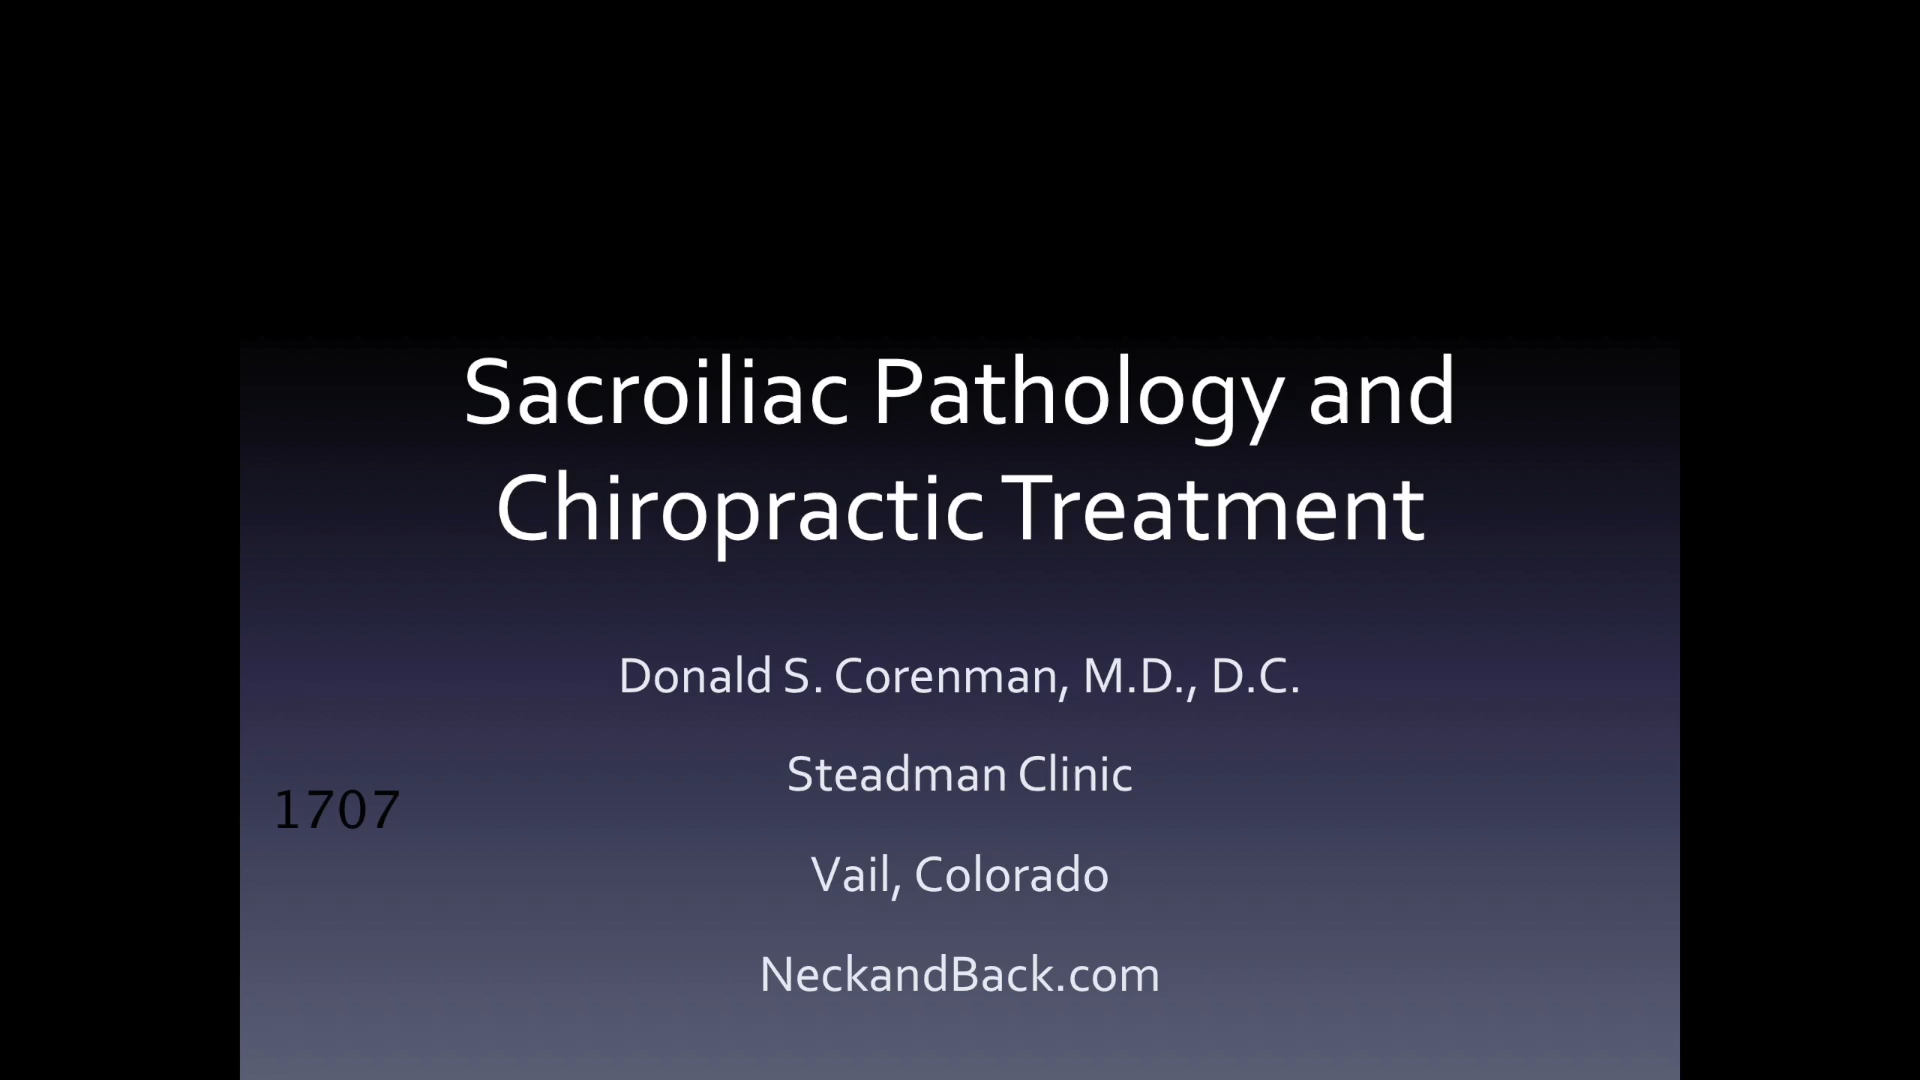 Sacroiliac Pathology and
Chiropractic Treatment
Donald S. Corenman, M.D., D.C.
Steadman Clinic
1707
Vail, Colorado
NeckandBack.com